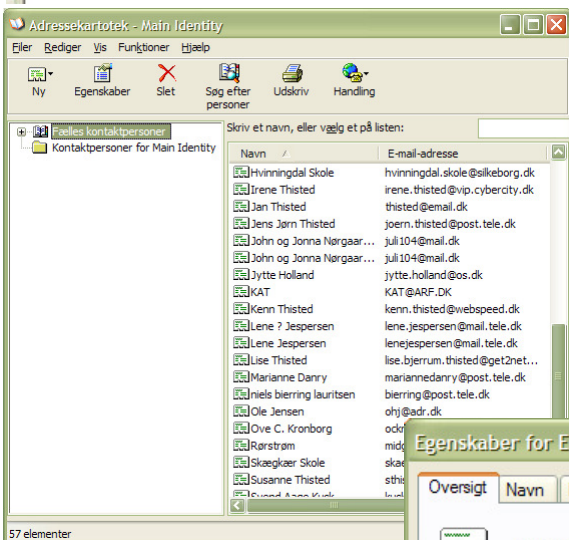 Adressekartotek - Main Identity
Filer Rediger Vis Funktioner Hjælp
Ny Egenskaber Slet Søg efter personer Udskriv Handling
Skriv et navn, eller vælg et på listen:
Fælles kontaktpersoner
Kontaktpersoner for Main Identity
Navn E-mail-adresse
Hvinningdal Skole hvinningdal.skole@silkeborg.dk
Irene Thisted irene.thisted@vip.cybercity.dk
Jan Thisted thisted@email.dk
Jens Jørn Thisted joern.thisted@post.tele.dk
John og Jonna Nørgaar... juli104@mail.dk
John og Jonna Nørgaar... juli104@mail.dk
Jytte Holland jytte.holland@os.dk
KAT KAT@ARF.DK
Kenn Thisted kenn.thisted@webspeed.dk
Lene ? Jespersen lene.jespersen@mail.tele.dk
Lene Jespersen lenejespersen@mail.tele.dk
Lise Thisted lise.bjerrum.thisted@get2net...
Marianne Danry mariannedanry@post.tele.dk
niels bierring lauritsen bierring@post.tele.dk
Ole Jensen ohj@adr.dk
Ove C. Kronborg
Rørstrøm
Skægkær Skole
Susanne Thisted
Svend Aage Kusk
57 elementer
Egenskaber for E
Oversigt Navn